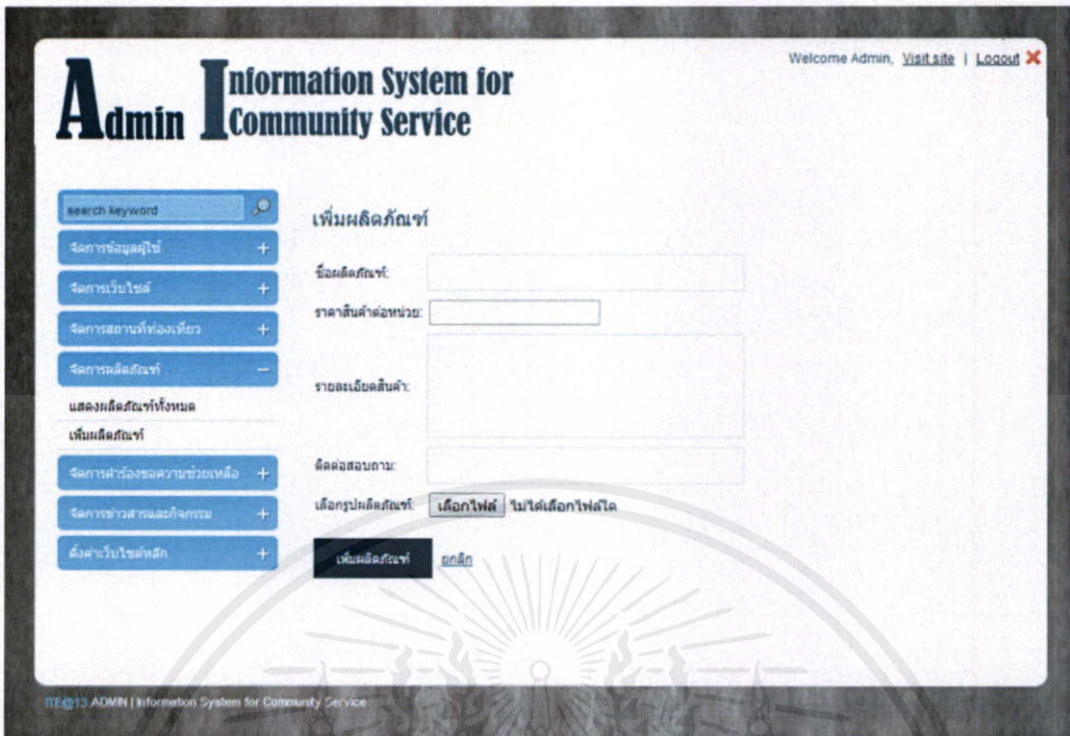 Welcome Admin, Visit site | Logout
Admin Information System for Community Service
search keyword
จัดการข้อมูลผู้ใช้
จัดการเว็บไซต์
จัดการสถานที่ท่องเที่ยว
จัดการผลิตภัณฑ์
แสดงผลิตภัณฑ์ทั้งหมด
เพิ่มผลิตภัณฑ์
จัดการคำร้องขอความช่วยเหลือ
จัดการข่าวสารและกิจกรรม
ตั้งค่าเว็บไซต์หลัก
เพิ่มผลิตภัณฑ์
ชื่อผลิตภัณฑ์:
ราคาสินค้าต่อหน่วย:
รายละเอียดสินค้า:
ติดต่อสอบถาม:
เลือกรูปผลิตภัณฑ์: เลือกไฟล์ ไม่ได้เลือกไฟล์ใด
เพิ่มผลิตภัณฑ์ ยกเลิก
ITE@13 ADMIN | Information System for Community Service